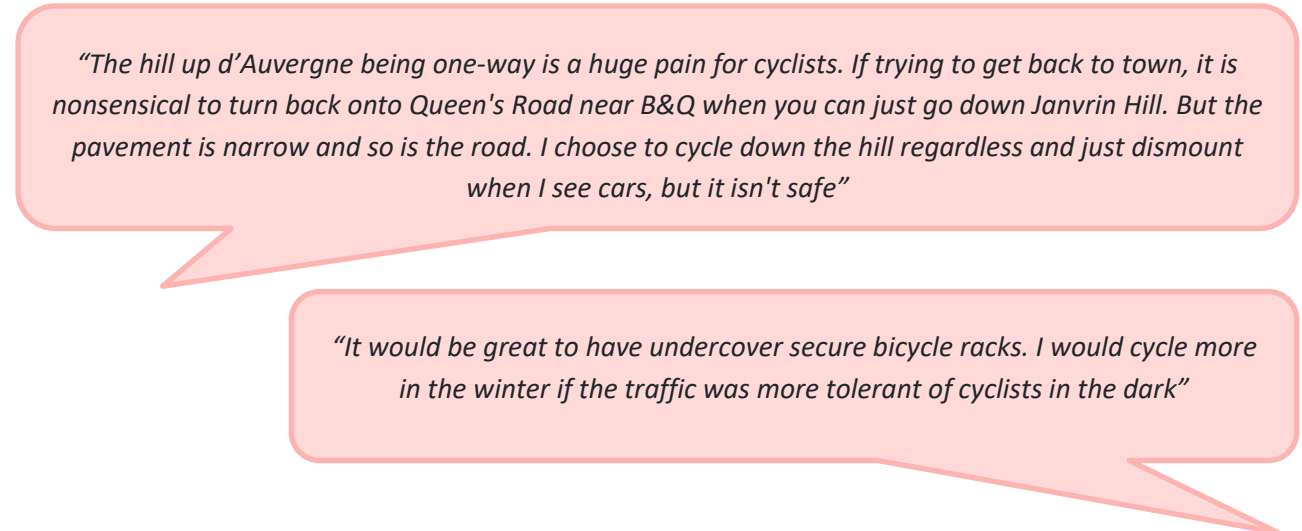 “The hill up d’Auvergne being one-way is a huge pain for cyclists. If trying to get back to town, it is
nonsensical to turn back onto Queen's Road near B&Q when you can just go down Janvrin Hill. But the
pavement is narrow and so is the road. I choose to cycle down the hill regardless and just dismount
when I see cars, but it isn't safe”
“It would be great to have undercover secure bicycle racks. I would cycle more
in the winter if the traffic was more tolerant of cyclists in the dark”